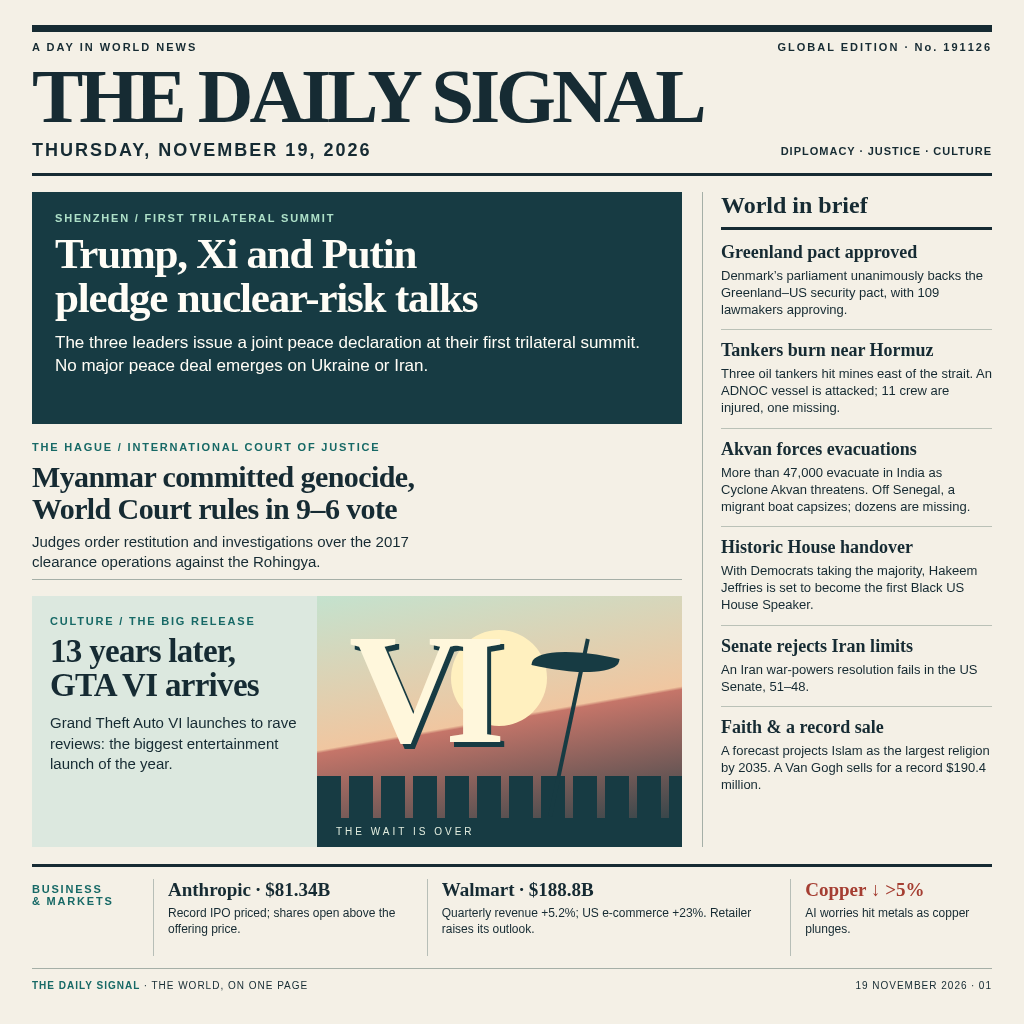 A DAY IN WORLD NEWS
GLOBAL EDITION · No. 191126
THE DAILY SIGNAL
THURSDAY, NOVEMBER 19, 2026
DIPLOMACY · JUSTICE · CULTURE
SHENZHEN / FIRST TRILATERAL SUMMIT
Trump, Xi and Putin
pledge nuclear-risk talks
The three leaders issue a joint peace declaration at their first trilateral summit.
No major peace deal emerges on Ukraine or Iran.
THE HAGUE / INTERNATIONAL COURT OF JUSTICE
Myanmar committed genocide,
World Court rules in 9–6 vote
Judges order restitution and investigations over the 2017
clearance operations against the Rohingya.
CULTURE / THE BIG RELEASE
13 years later,
GTA VI arrives
Grand Theft Auto VI launches to rave
reviews: the biggest entertainment
launch of the year.
VI
THE WAIT IS OVER
World in brief
Greenland pact approved
Denmark’s parliament unanimously backs the
Greenland–US security pact, with 109
lawmakers approving.
Tankers burn near Hormuz
Three oil tankers hit mines east of the strait. An
ADNOC vessel is attacked; 11 crew are
injured, one missing.
Akvan forces evacuations
More than 47,000 evacuate in India as
Cyclone Akvan threatens. Off Senegal, a
migrant boat capsizes; dozens are missing.
Historic House handover
With Democrats taking the majority, Hakeem
Jeffries is set to become the first Black US
House Speaker.
Senate rejects Iran limits
An Iran war-powers resolution fails in the US
Senate, 51–48.
Faith & a record sale
A forecast projects Islam as the largest religion
by 2035. A Van Gogh sells for a record $190.4
million.
BUSINESS
& MARKETS
Anthropic · $81.34B
Record IPO priced; shares open above the
offering price.
Walmart · $188.8B
Quarterly revenue +5.2%; US e-commerce +23%. Retailer
raises its outlook.
Copper ↓ >5%
AI worries hit metals as copper
plunges.
THE DAILY SIGNAL · THE WORLD, ON ONE PAGE
19 NOVEMBER 2026 · 01